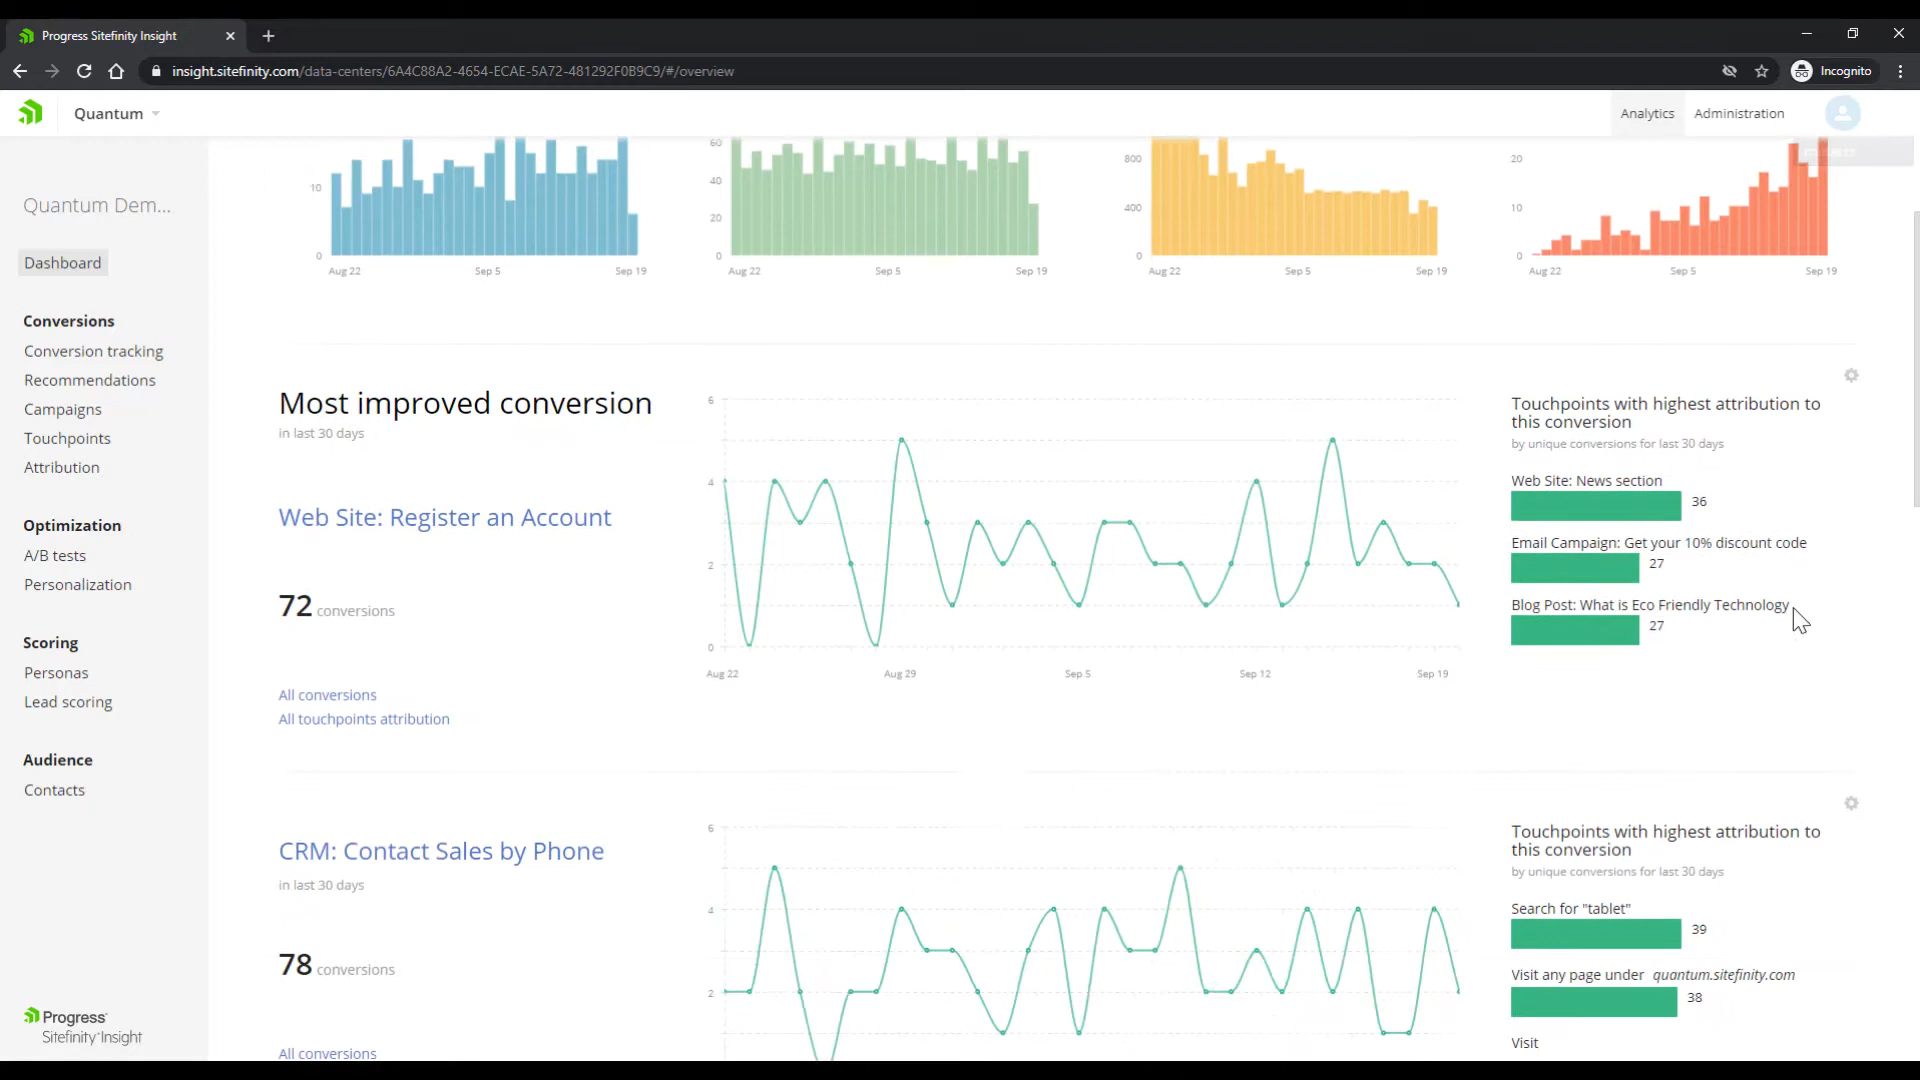 Progress Sitefinity Insight
insight.sitefinity.com/data-centers/6A4C88A2-4654-ECAE-5A72-481292F0B9C9/#/overview
Incognito
Quantum
Analytics
Administration
Quantum Dem...
Dashboard
Conversions
Conversion tracking
Recommendations
Campaigns
Touchpoints
Attribution
Optimization
A/B tests
Personalization
Scoring
Personas
Lead scoring
Audience
Contacts
Progress
Sitefinity Insight
10
0
Aug 22
Sep 5
Sep 19
60
40
20
0
Aug 22
Sep 5
Sep 19
800
400
0
Aug 22
Sep 5
Sep 19
20
10
0
Aug 22
Sep 5
Sep 19
Most improved conversion
in last 30 days
Web Site: Register an Account
72 conversions
All conversions
All touchpoints attribution
6
4
2
0
Aug 22
Aug 29
Sep 5
Sep 12
Sep 19
Touchpoints with highest attribution to
this conversion
by unique conversions for last 30 days
Web Site: News section
36
Email Campaign: Get your 10% discount code
27
Blog Post: What is Eco Friendly Technology
27
CRM: Contact Sales by Phone
in last 30 days
78 conversions
All conversions
6
4
2
Touchpoints with highest attribution to
this conversion
by unique conversions for last 30 days
Search for "tablet"
39
Visit any page under quantum.sitefinity.com
38
Visit